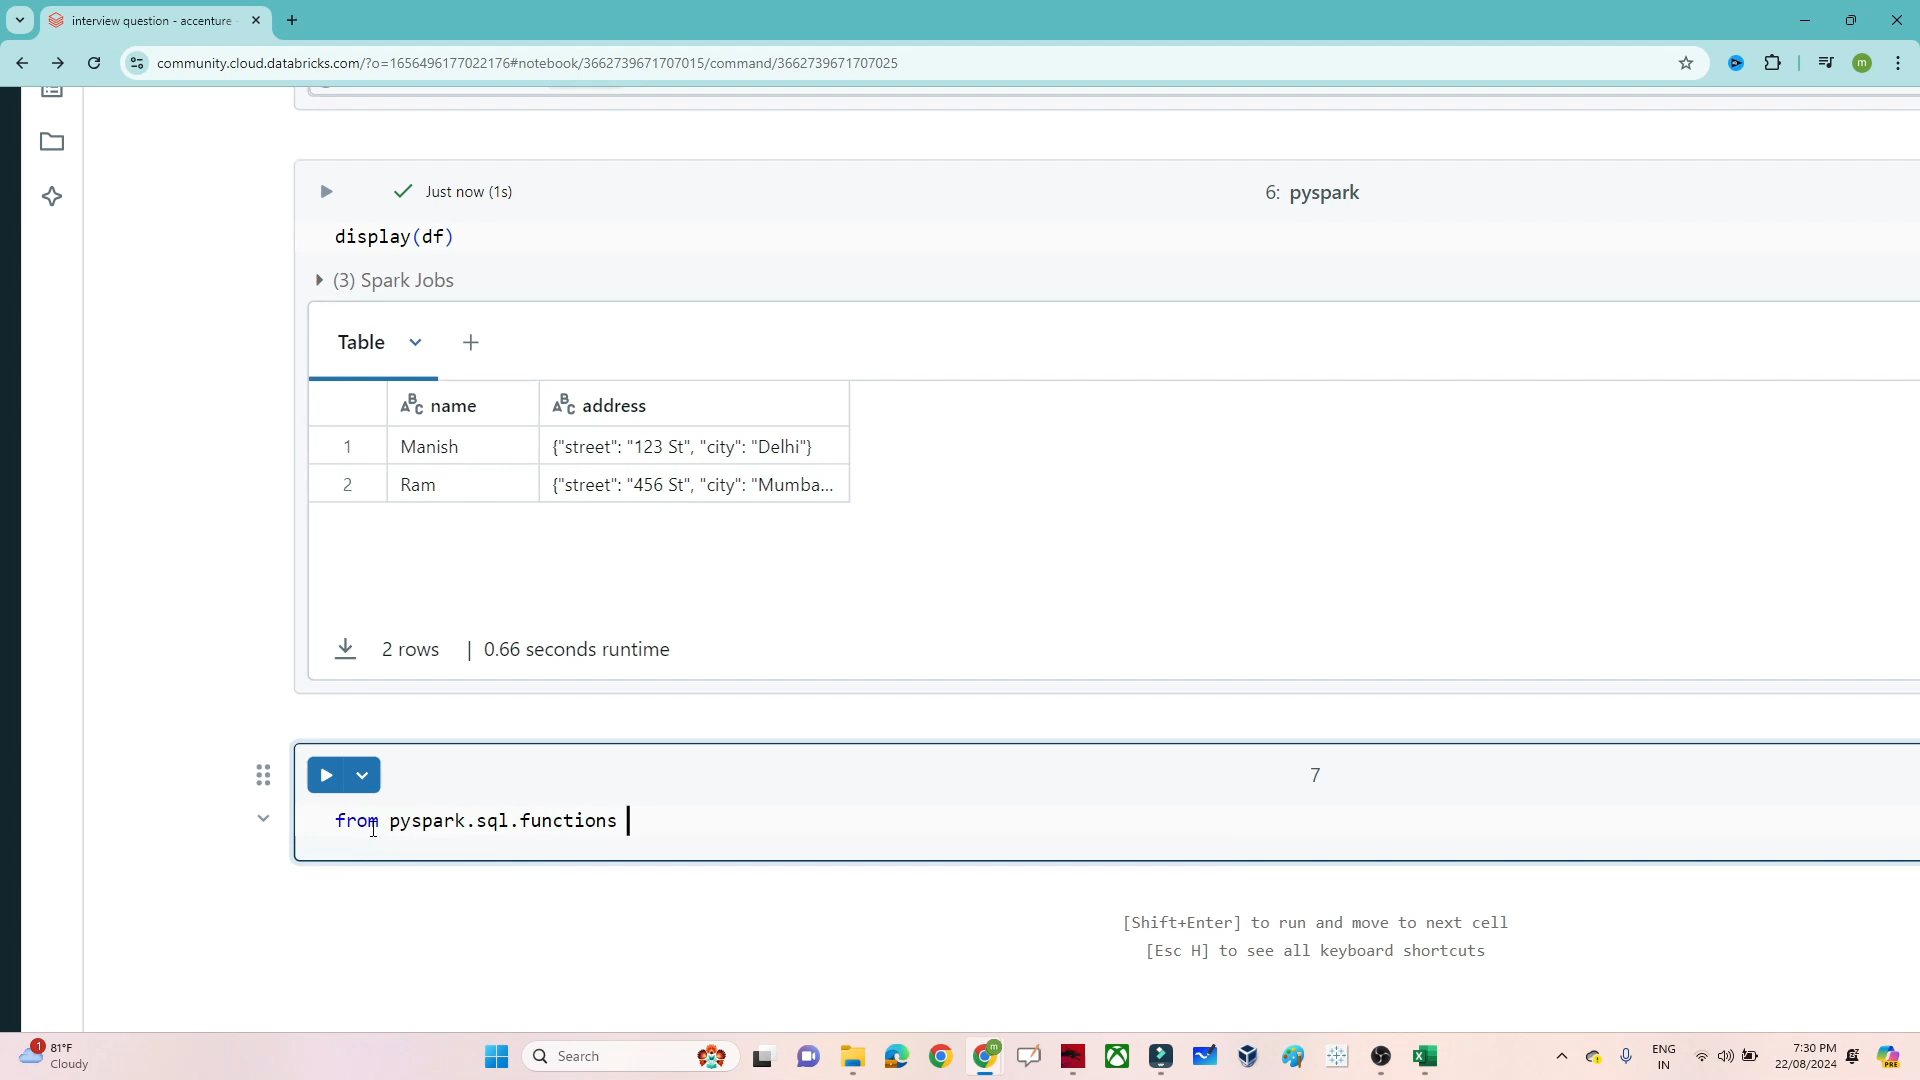 interview question - accenture
community.cloud.databricks.com/?o=1656496177022176#notebook/3662739671707015/command/3662739671707025
m
Just now (1s)
6: pyspark
display(df)
(3) Spark Jobs
Table
name address
1 Manish {"street": "123 St", "city": "Delhi"}
2 Ram {"street": "456 St", "city": "Mumba...
2 rows | 0.66 seconds runtime
7
from pyspark.sql.functions
[Shift+Enter] to run and move to next cell
[Esc H] to see all keyboard shortcuts
1
81°F
Cloudy
Search
m
ENG
IN
7:30 PM
22/08/2024
PRE